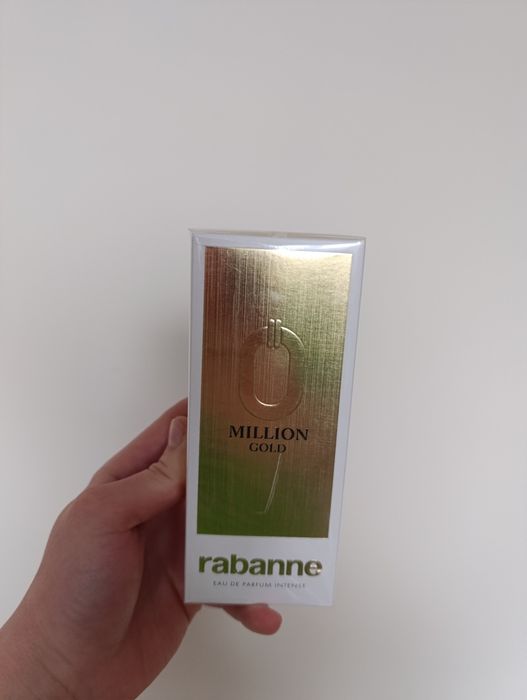 MILLION
GOLD
rabanne
EAU DE PARFUM INTENSE